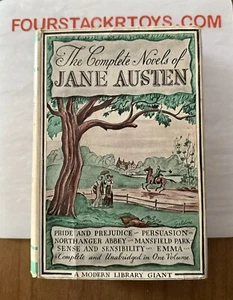 FOURSTACKRTOYS.COM
The Complete Novels of
JANE AUSTEN
PRIDE AND PREJUDICE — PERSUASION —
NORTHANGER ABBEY — MANSFIELD PARK
SENSE AND SENSIBILITY — EMMA
Complete and Unabridged in One Volume
A MODERN LIBRARY GIANT